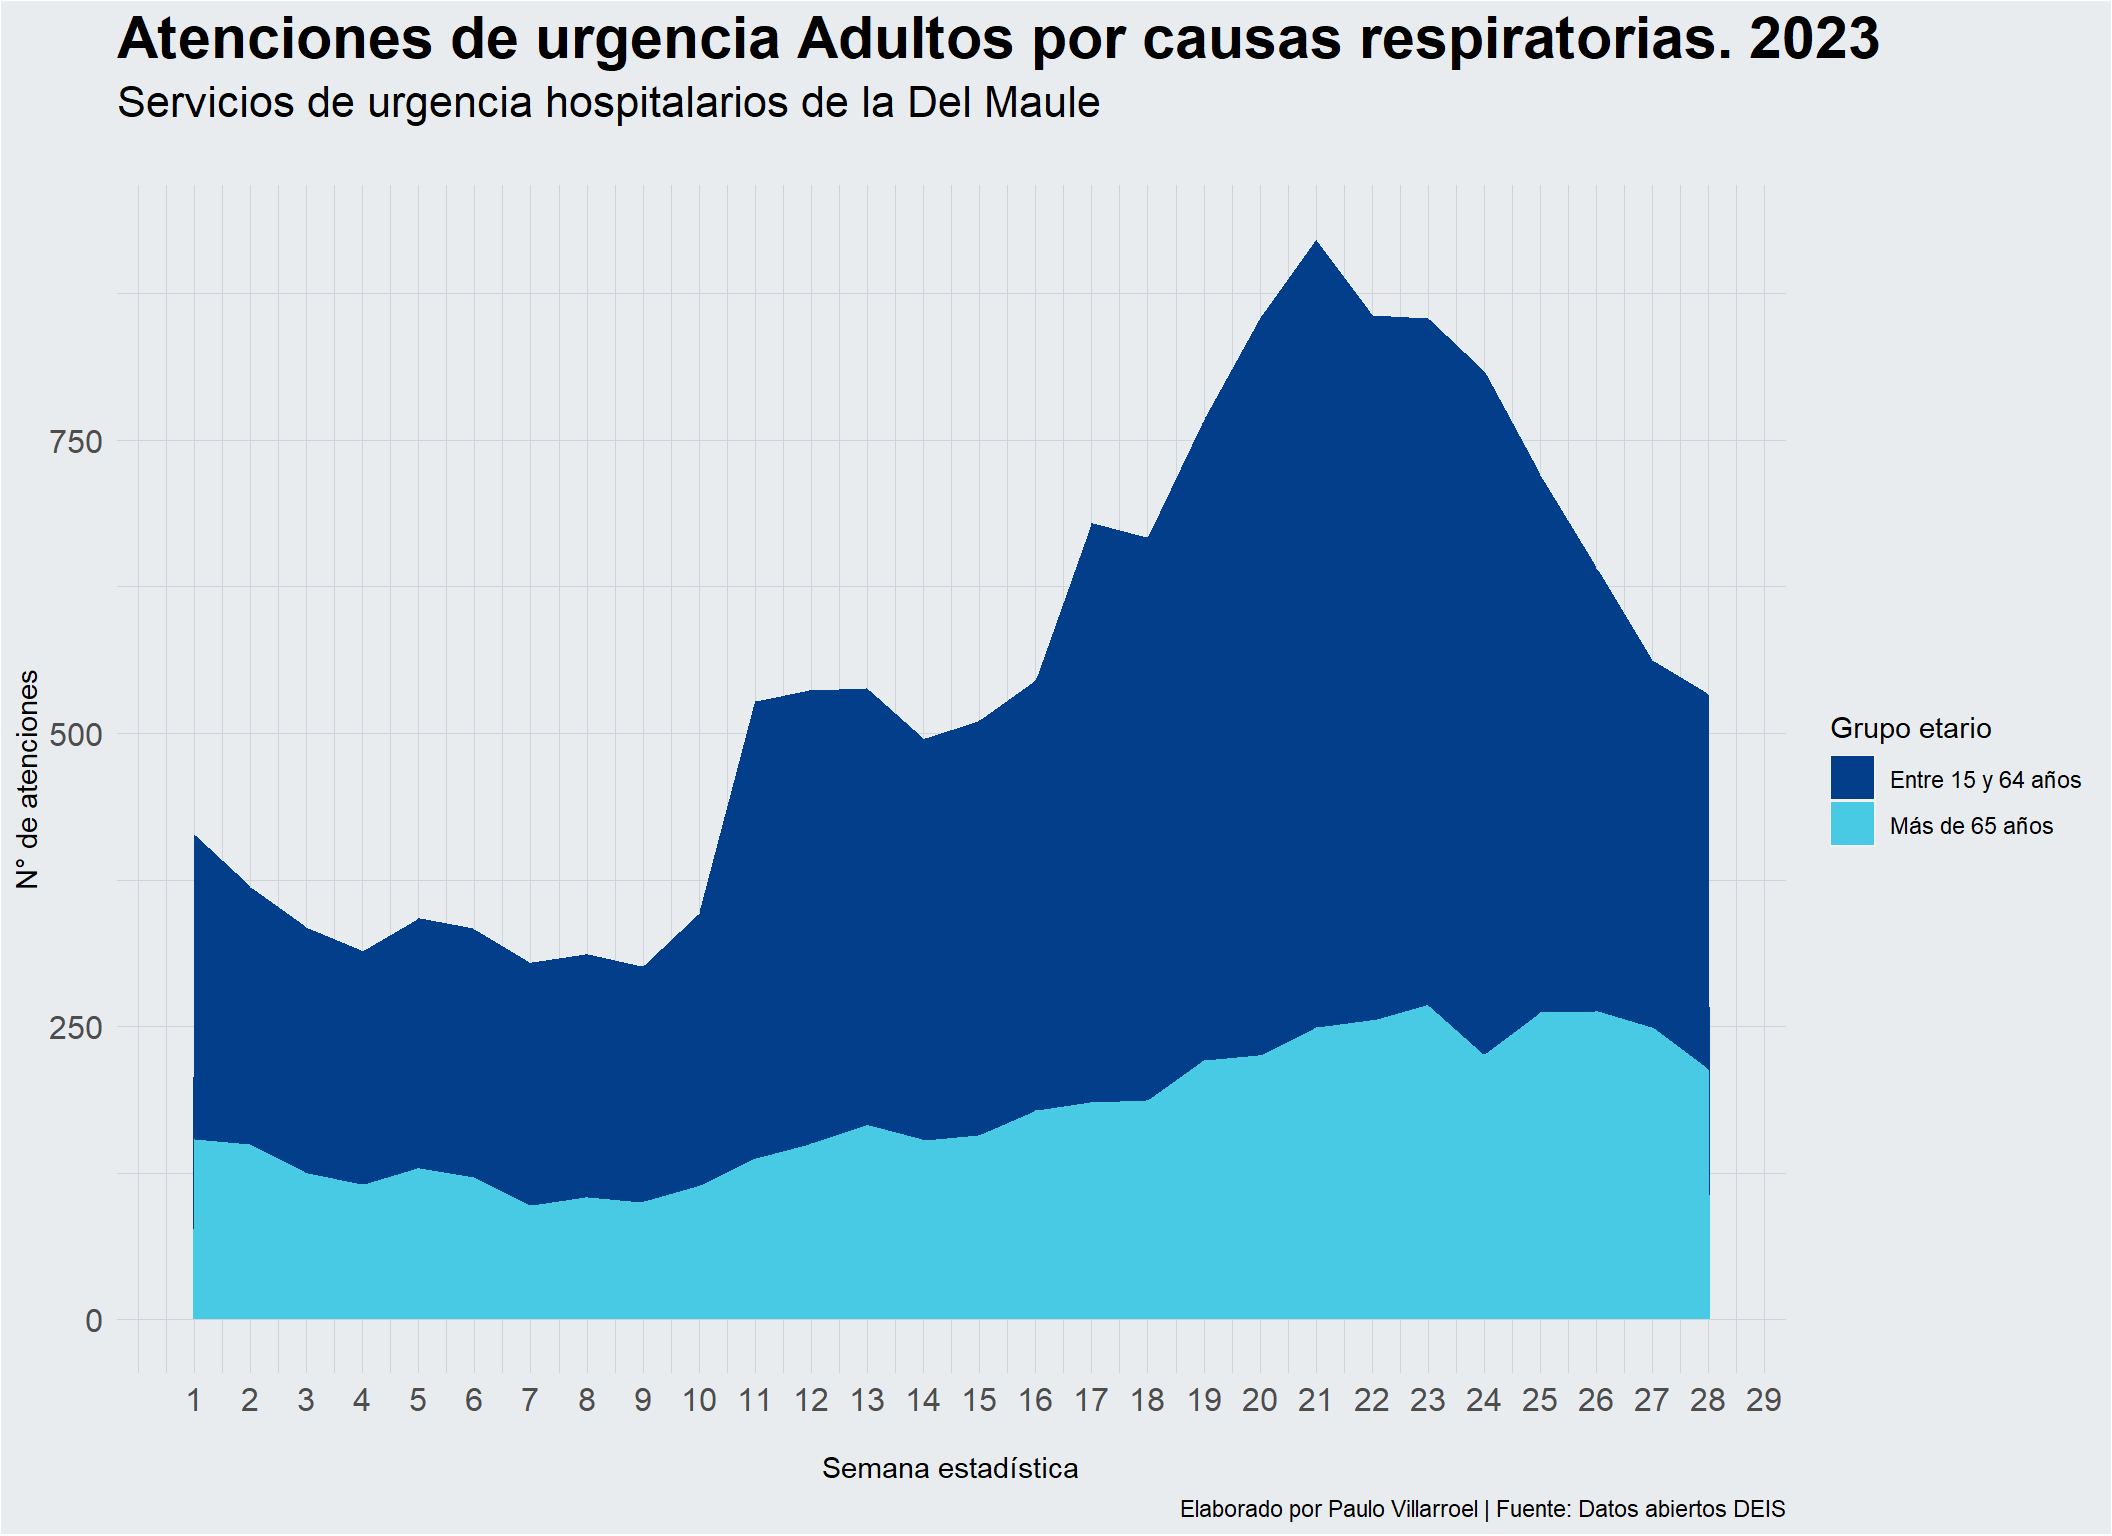 Atenciones de urgencia Adultos por causas respiratorias. 2023
Servicios de urgencia hospitalarios de la Del Maule
N° de atenciones
750
500
250
0
1 2 3 4 5 6 7 8 9 10 11 12 13 14 15 16 17 18 19 20 21 22 23 24 25 26 27 28 29
Semana estadística
Grupo etario
Entre 15 y 64 años
Más de 65 años
Elaborado por Paulo Villarroel | Fuente: Datos abiertos DEIS